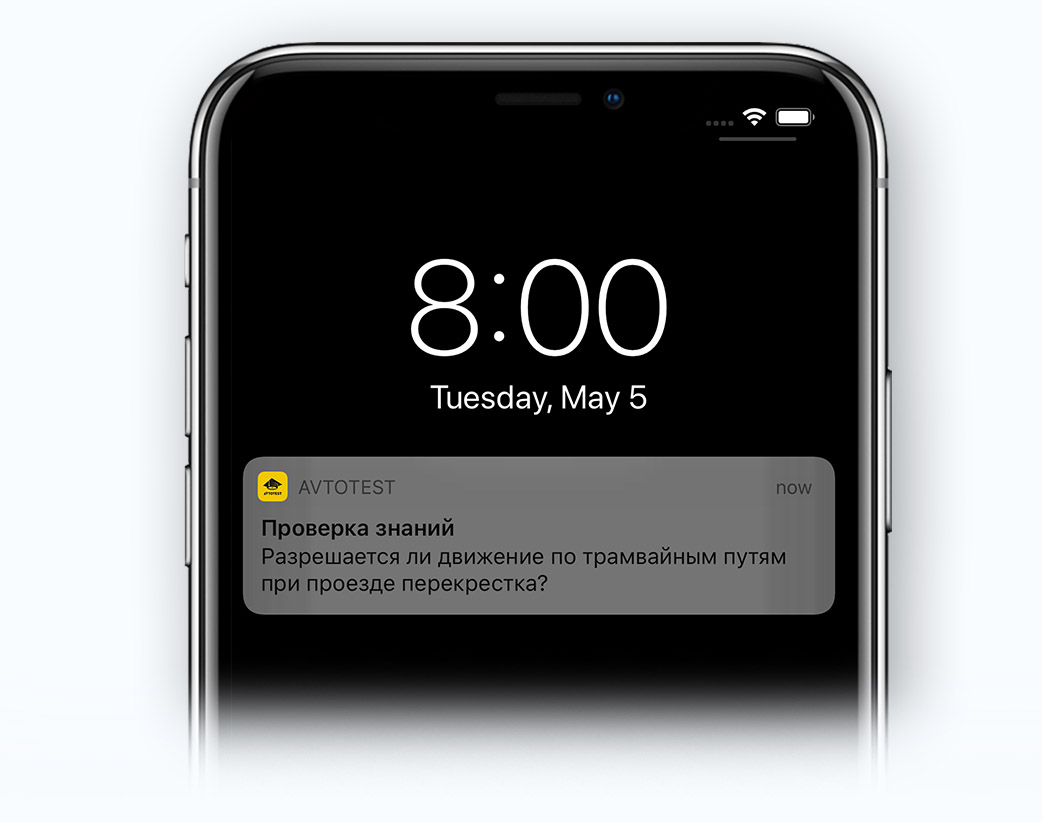 8:00
Tuesday, May 5
AVTOTEST
now
Проверка знаний
Разрешается ли движение по трамвайным путям
при проезде перекрестка?